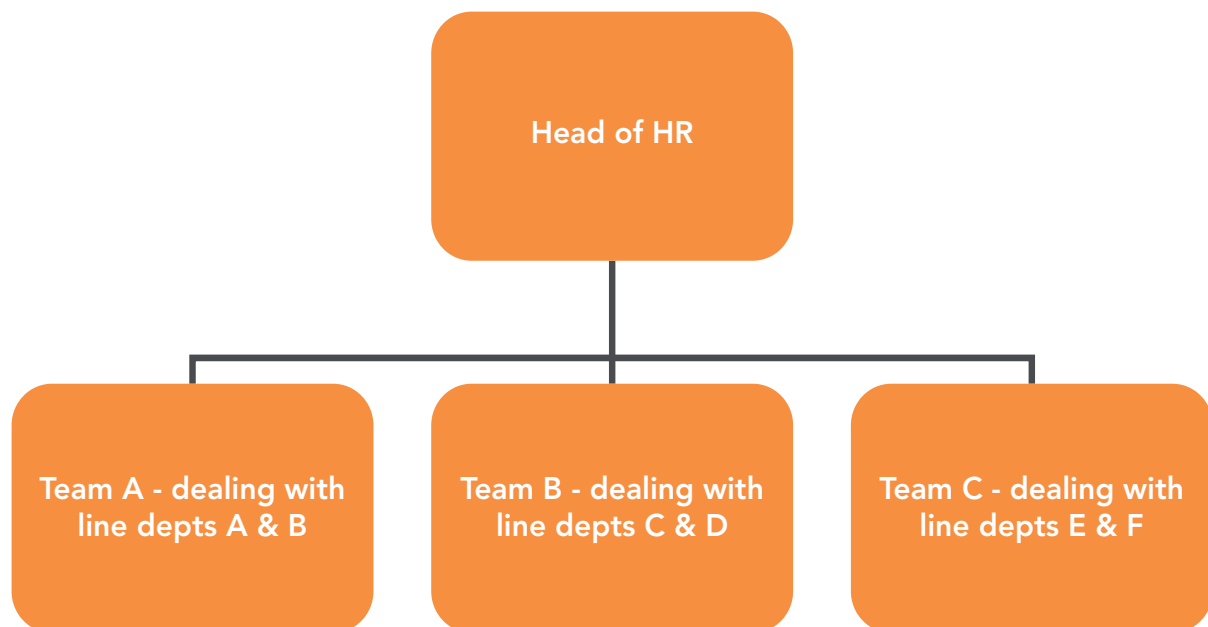 Head of HR
Team A - dealing with
line depts A & B
Team B - dealing with
line depts C & D
Team C - dealing with
line depts E & F